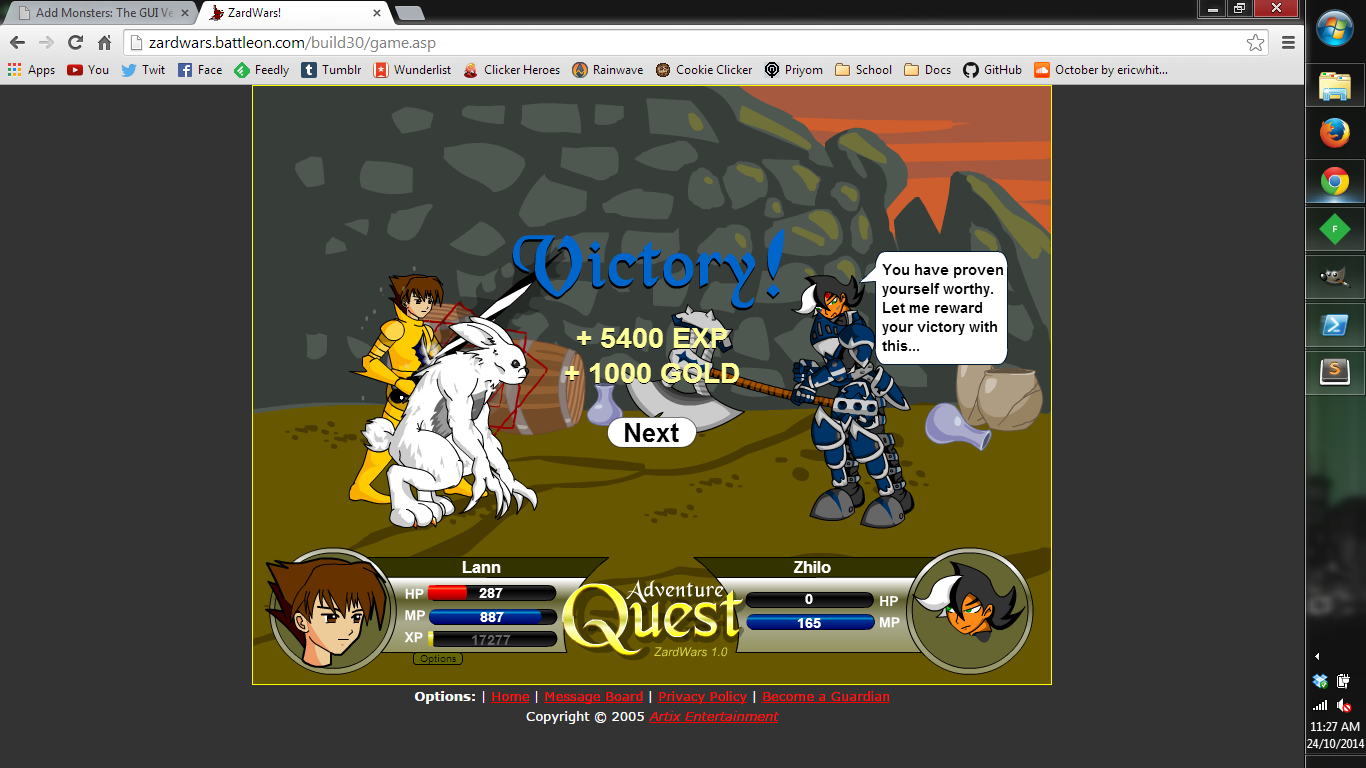 Add Monsters: The GUI Ve
ZardWars!
zardwars.battleon.com/build30/game.asp
Apps You Twit Face Feedly Tumblr Wunderlist Clicker Heroes Rainwave Cookie Clicker Priyom School Docs GitHub October by ericwhit...
Victory!
+ 5400 EXP
+ 1000 GOLD
Next
You have proven
yourself worthy.
Let me reward
your victory with
this...
Lann
HP 287
MP 887
XP 17277
Options
Adventure
Quest
ZardWars 1.0
Zhilo
0 HP
165 MP
Options: | Home | Message Board | Privacy Policy | Become a Guardian
Copyright © 2005 Artix Entertainment
F
S
11:27 AM
24/10/2014